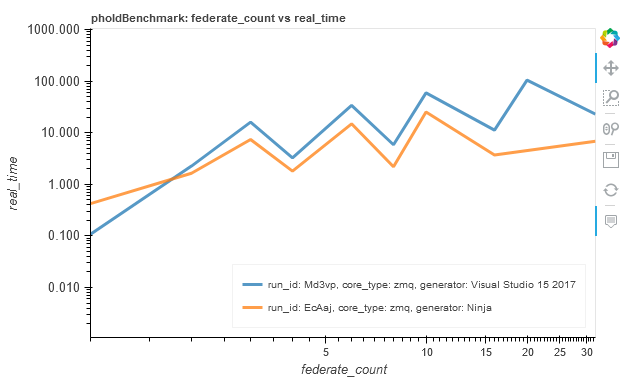 pholdBenchmark: federate_count vs real_time
1000.000
100.000
10.000
1.000
0.100
0.010
real_time
run_id: Md3vp, core_type: zmq, generator: Visual Studio 15 2017
run_id: EcAaj, core_type: zmq, generator: Ninja
5 10 15 20 25 30
federate_count